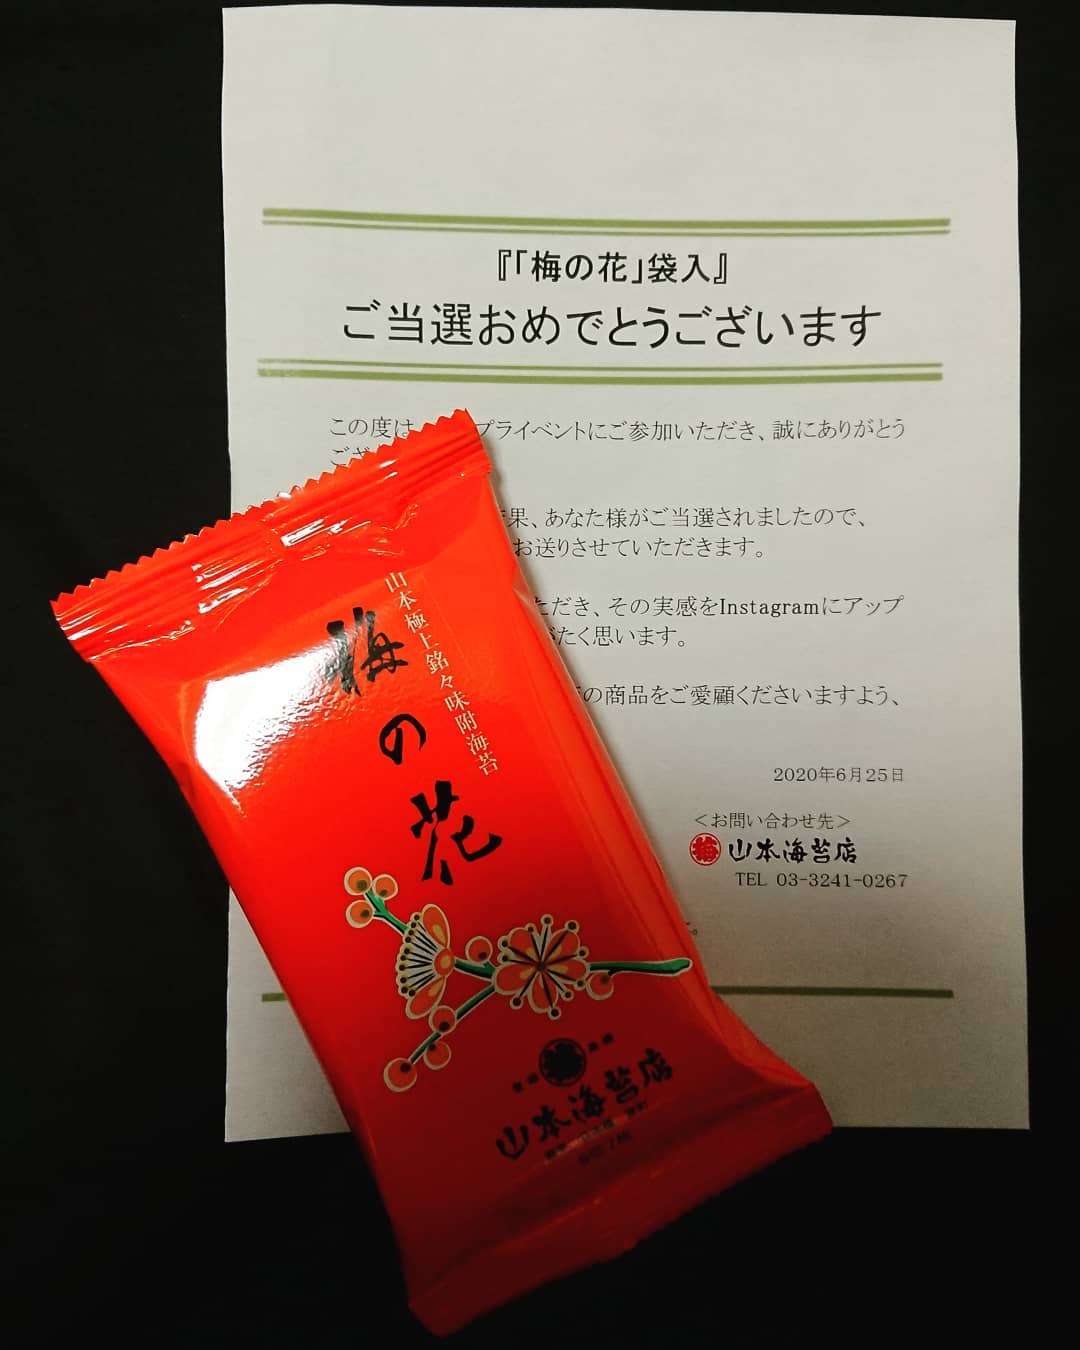 『「梅の花」袋入』
ご当選おめでとうございます
この度は プライベントにご参加いただき、誠にありがとう
ござ
果、あなた様がご当選されましたので、
お送りさせていただきます。
ただき、その実感をInstagramにアップ
がたく思います。
の商品をご愛顧くださいますよう、
2020年6月25日
<お問い合わせ先>
梅 山本海苔店
TEL 03-3241-0267
山本極上銘々味附海苔
梅の花
山本海苔店